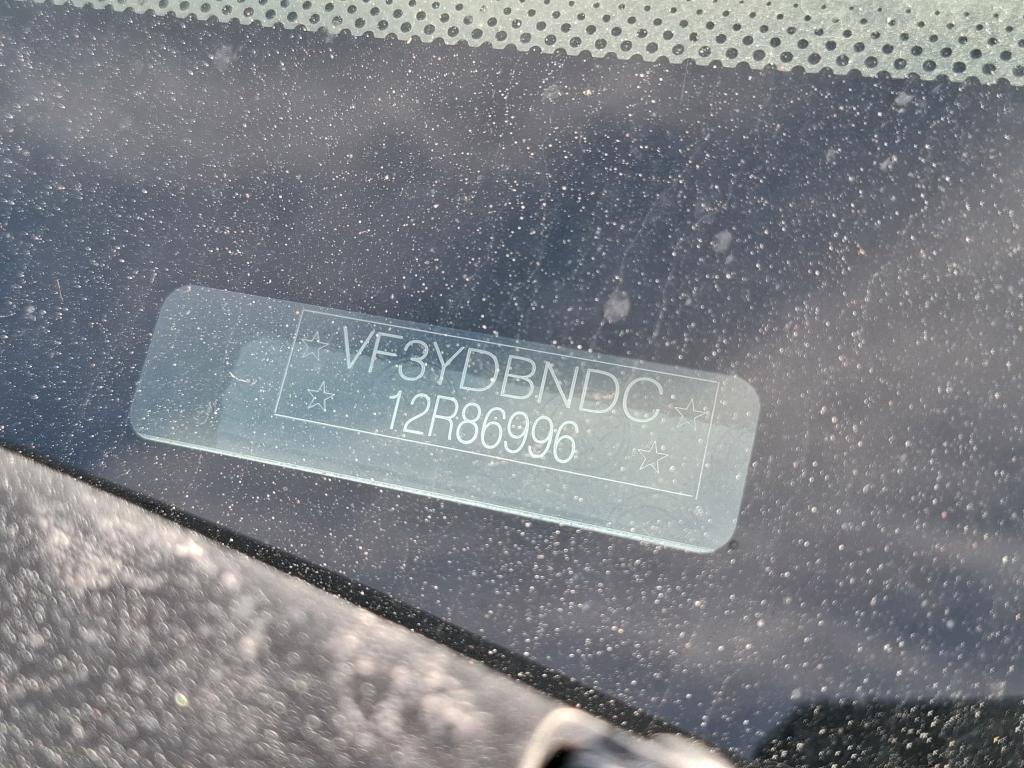 ☆ VF3YDBNDC ☆
☆ 12R86996 ☆